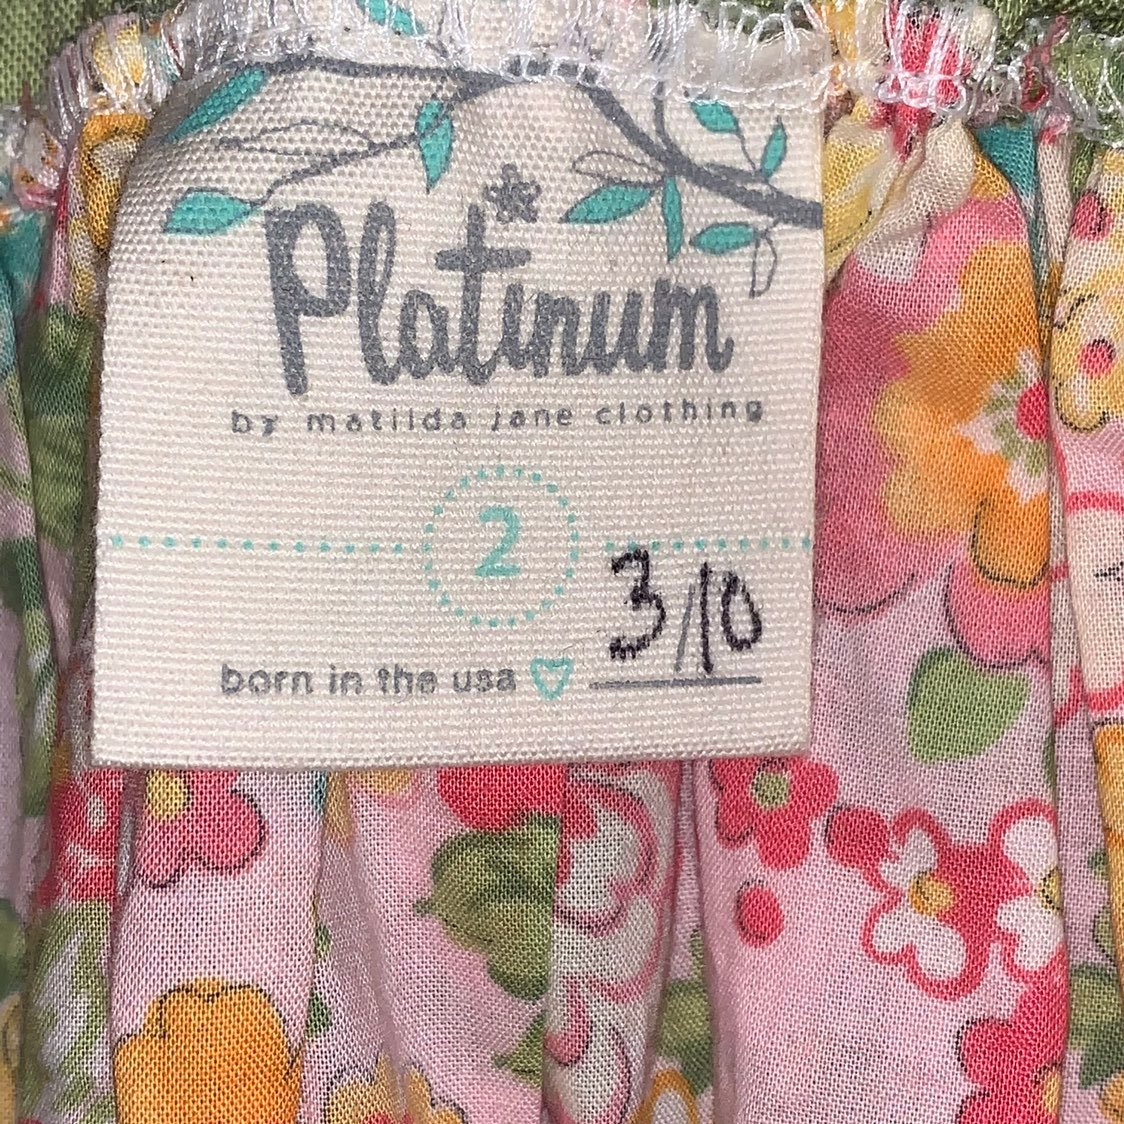 Platinum
by matilda jane clothing
2
3/10
born in the usa